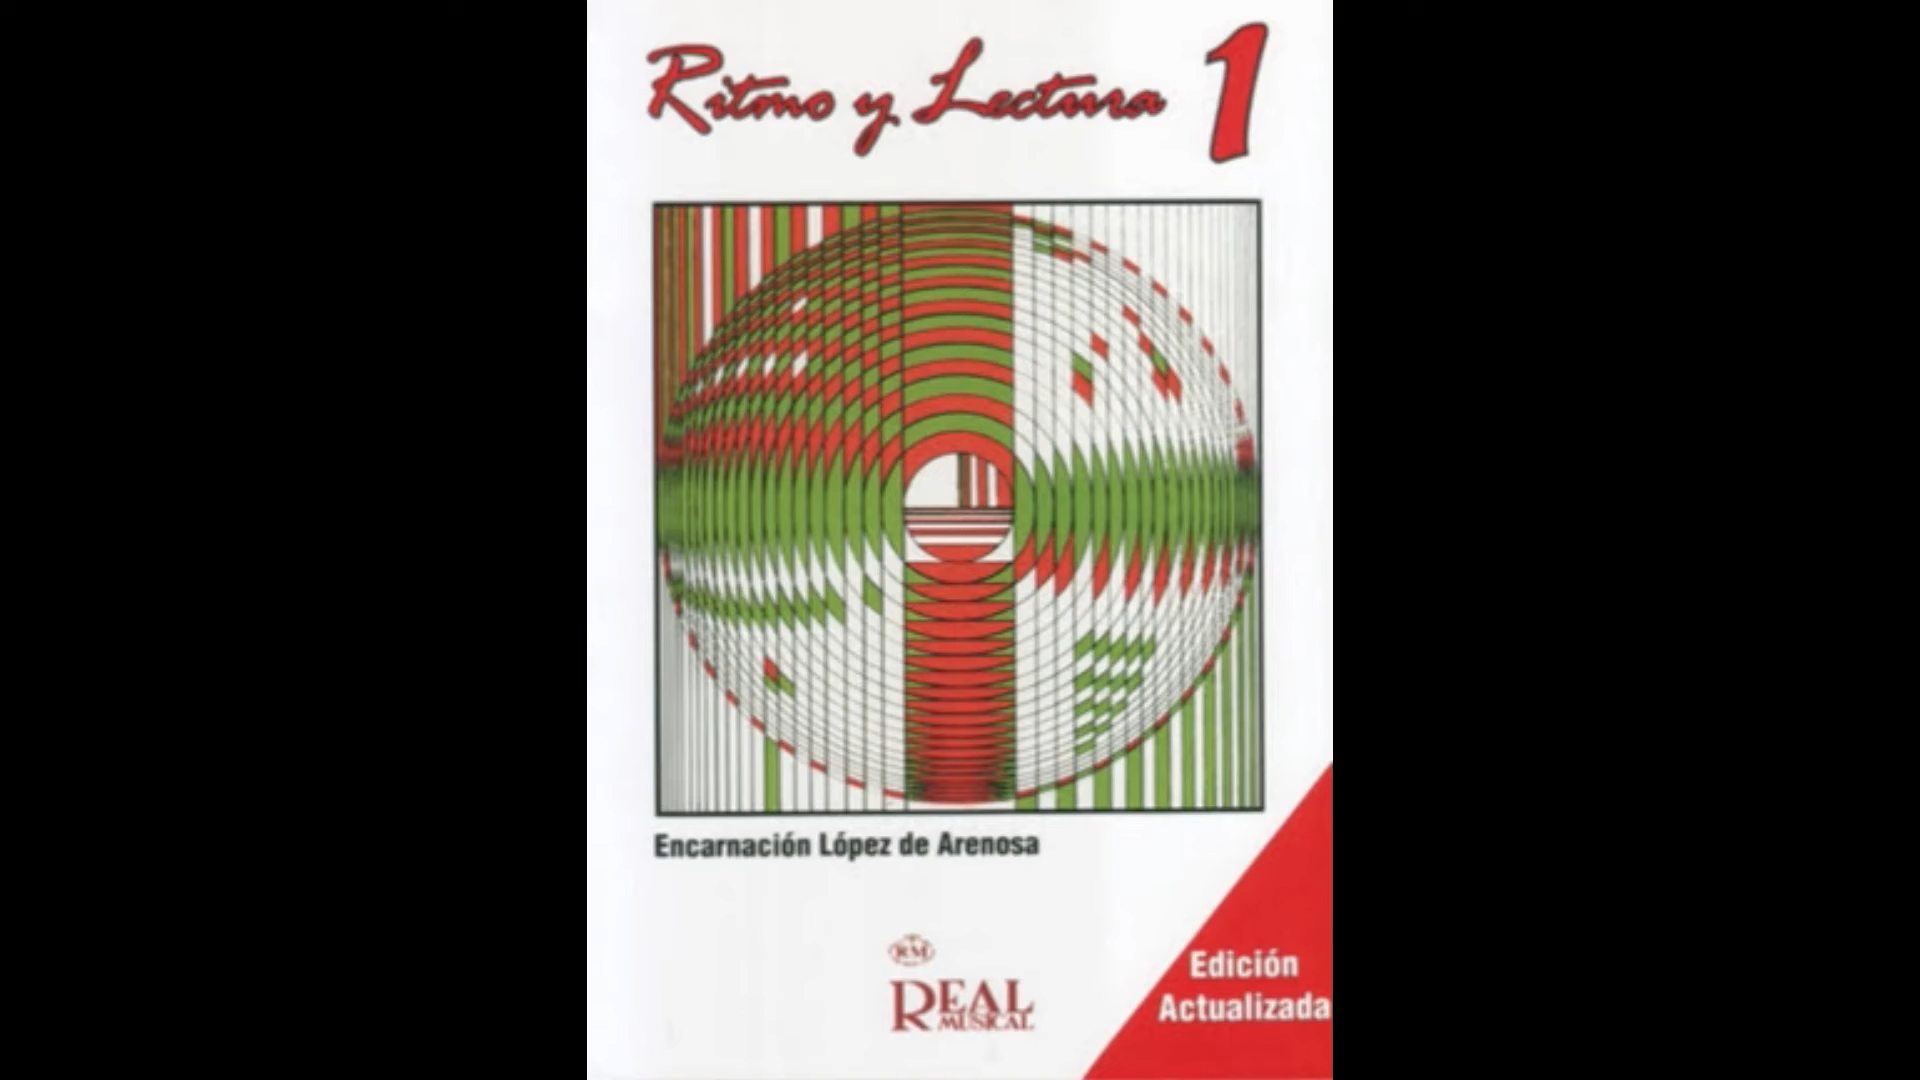 Ritmo y Lectura 1
Encarnación López de Arenosa
RM
REAL
MUSICAL
Edición
Actualizada